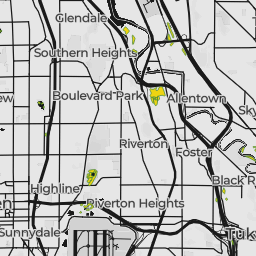 Glendale
Southern Heights
Boulevard Park
Allentown
Riverton
Foster
Highline
Riverton Heights
Sunnydale